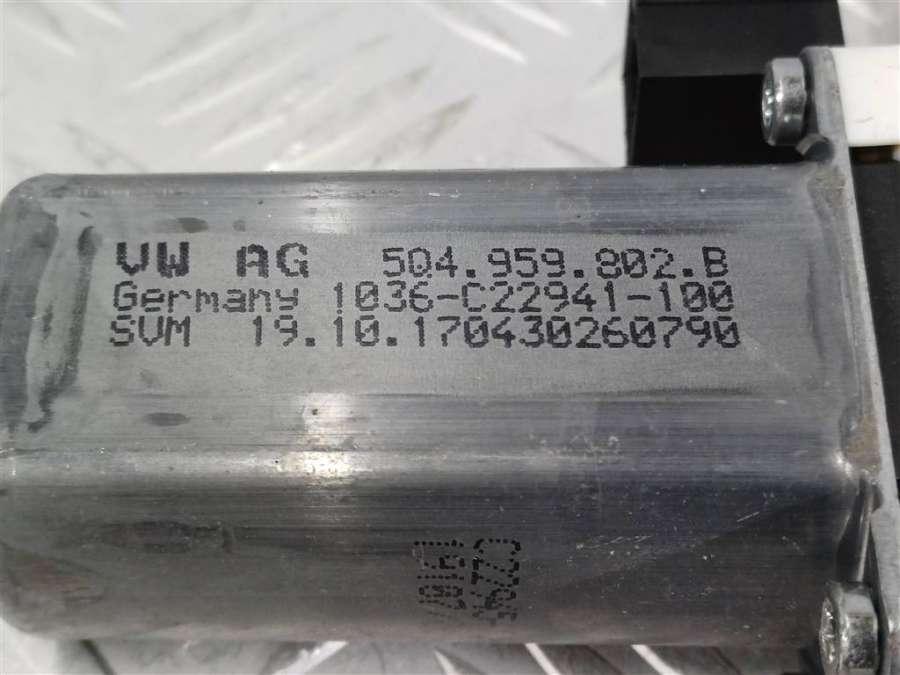 VW AG 5Q4.959.802.B
Germany 1036-C22941-100
SVM 19.10.170430260790